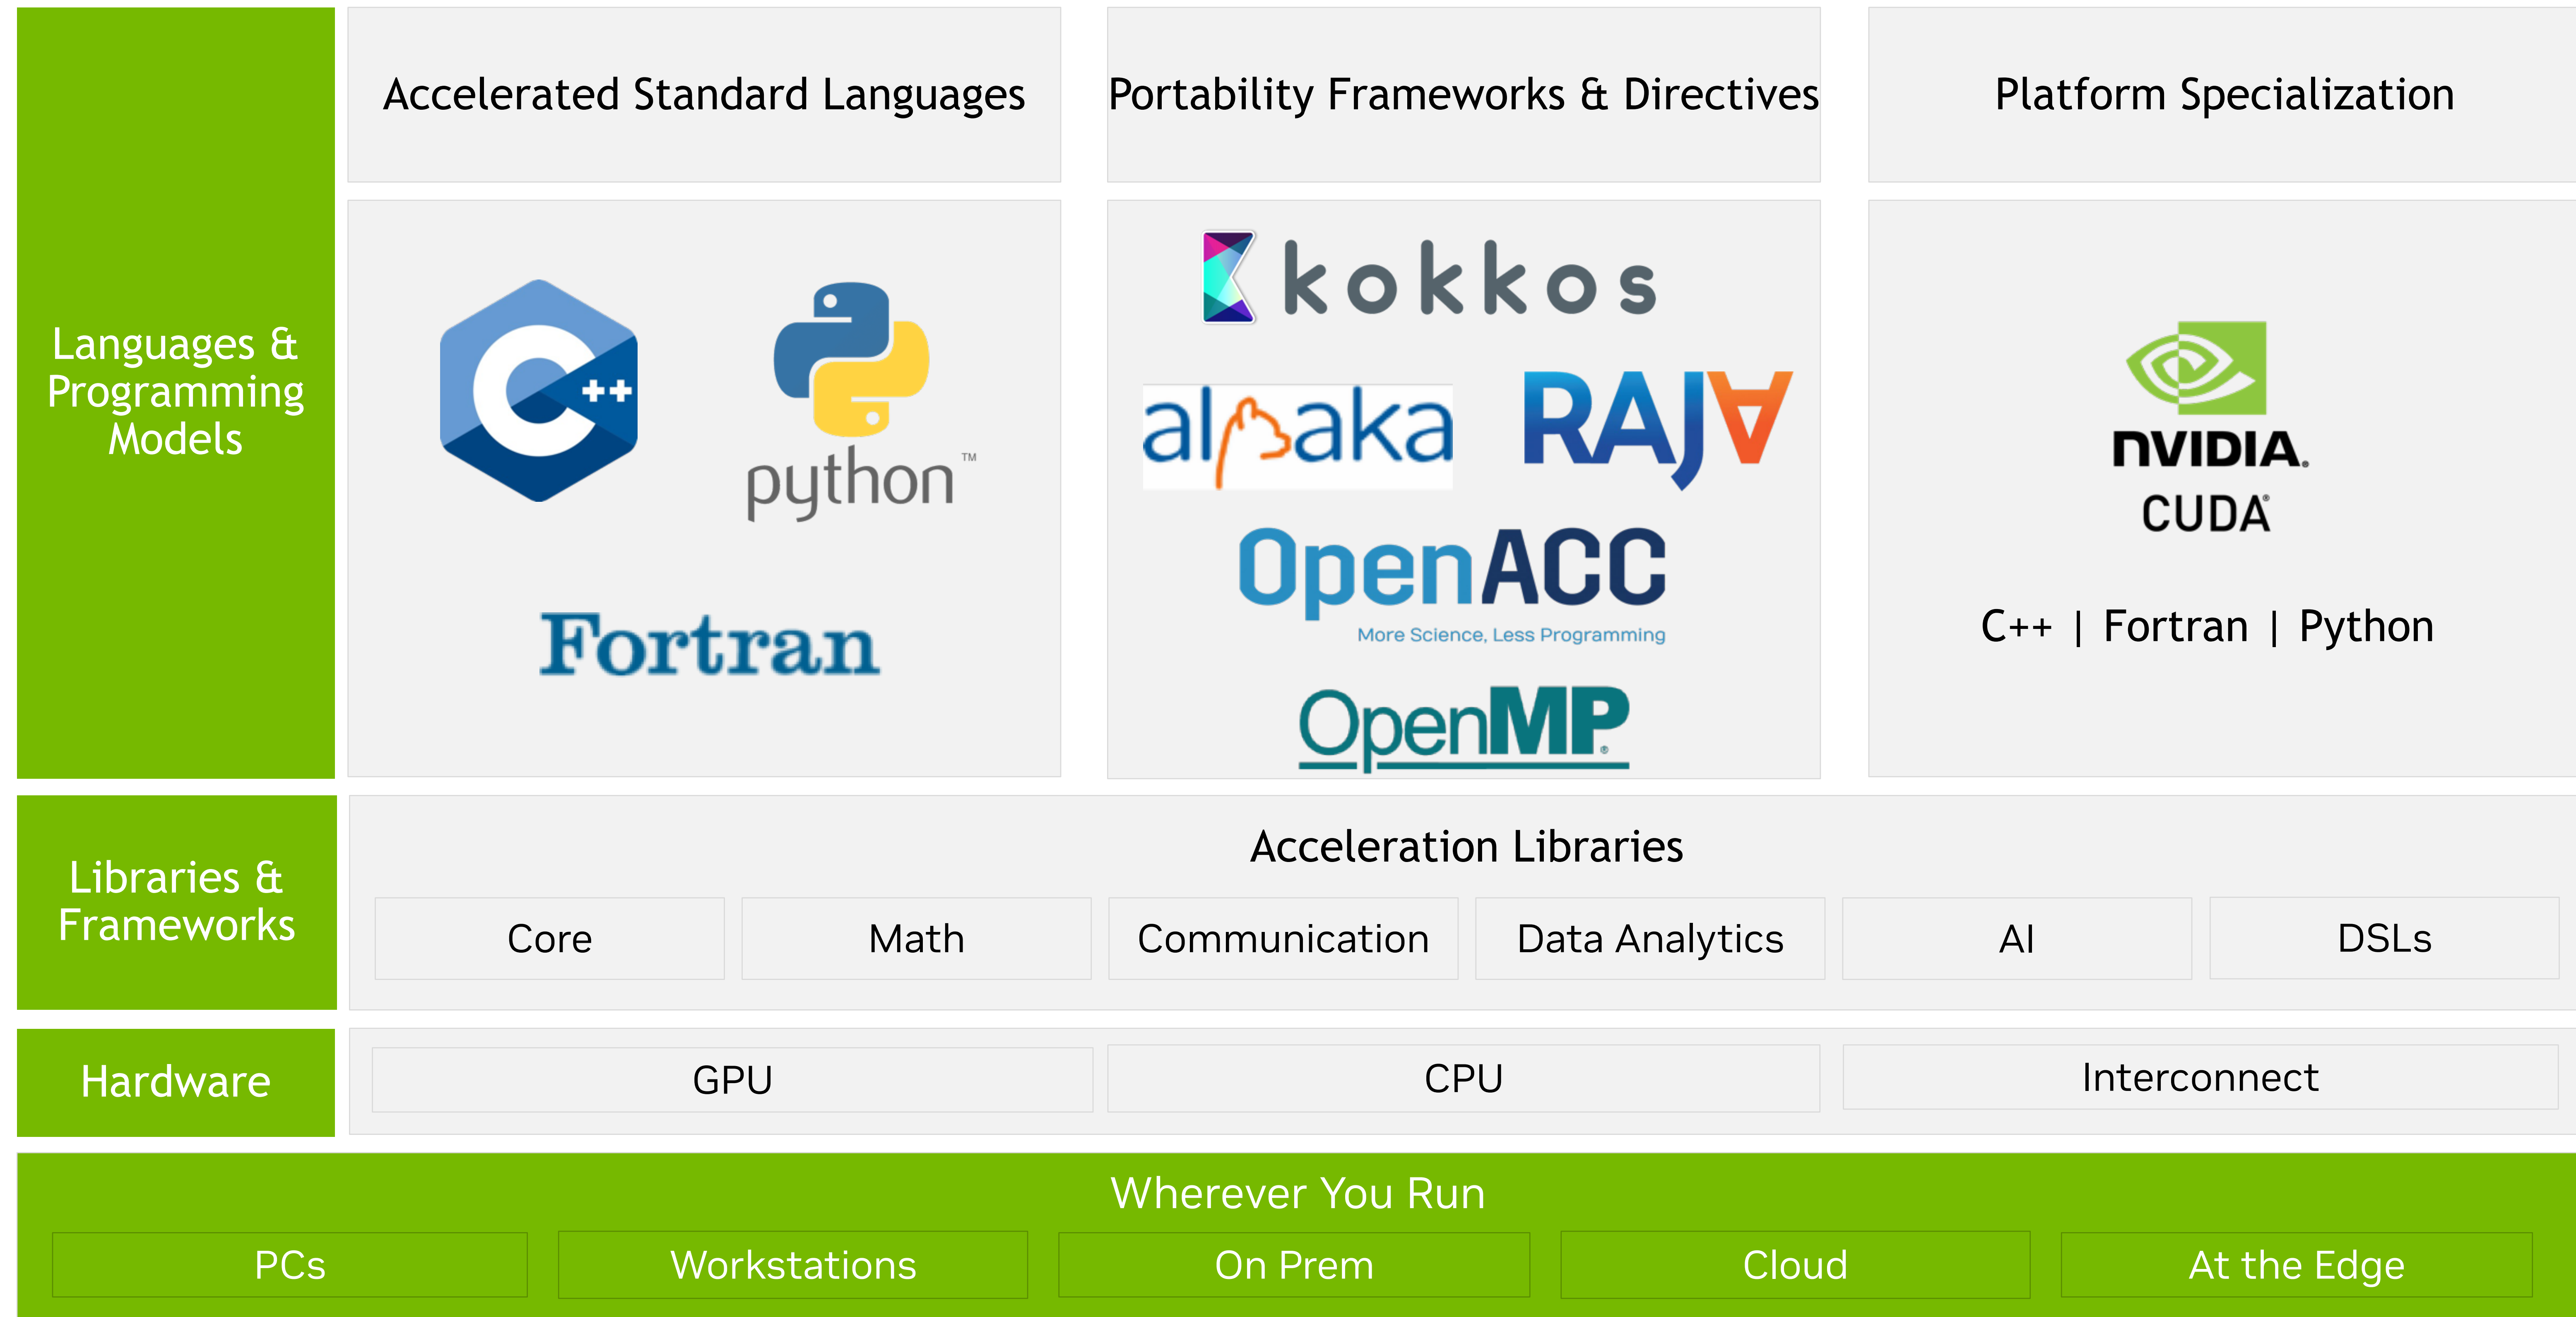 Accelerated Standard Languages
Portability Frameworks & Directives
Platform Specialization
Languages &
Programming
Models
C++
python™
Fortran
kokkos
alpaka
RAJA
OpenACC
More Science, Less Programming
OpenMP®
NVIDIA®
CUDA®
C++ | Fortran | Python
Libraries &
Frameworks
Acceleration Libraries
Core
Math
Communication
Data Analytics
AI
DSLs
Hardware
GPU
CPU
Interconnect
Wherever You Run
PCs
Workstations
On Prem
Cloud
At the Edge